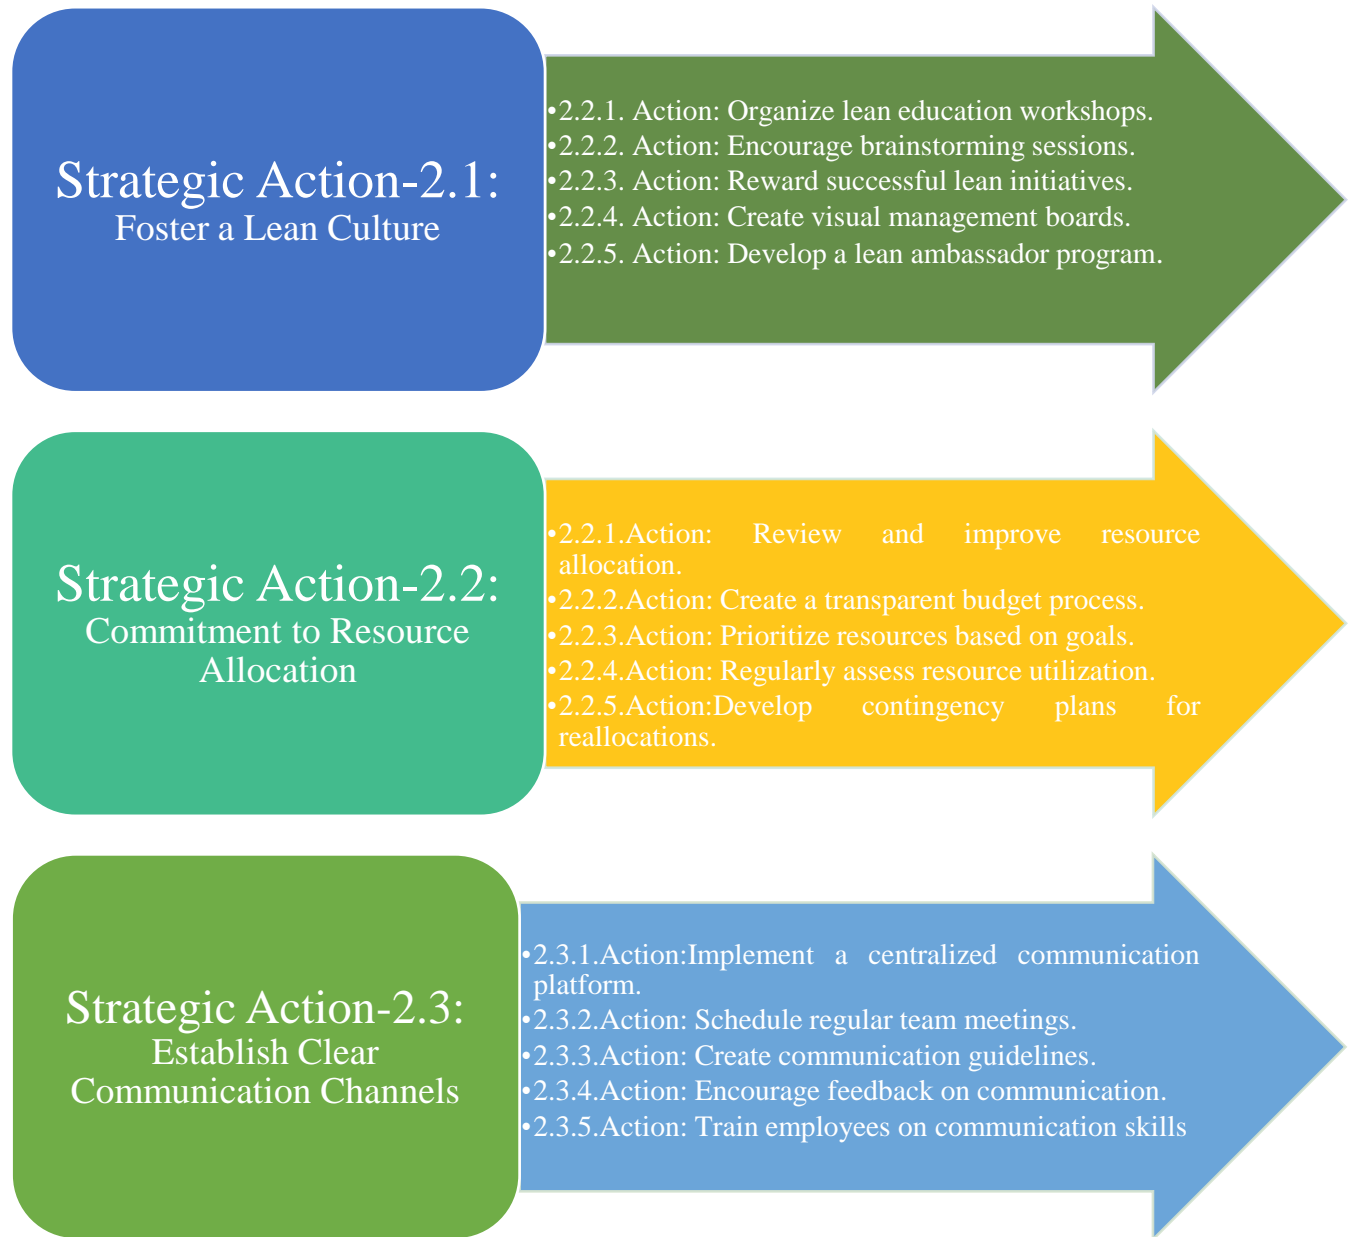 Strategic Action-2.1:
Foster a Lean Culture
•2.2.1. Action: Organize lean education workshops.
•2.2.2. Action: Encourage brainstorming sessions.
•2.2.3. Action: Reward successful lean initiatives.
•2.2.4. Action: Create visual management boards.
•2.2.5. Action: Develop a lean ambassador program.
Strategic Action-2.2:
Commitment to Resource
Allocation
•2.2.1.Action: Review and improve resource
allocation.
•2.2.2.Action: Create a transparent budget process.
•2.2.3.Action: Prioritize resources based on goals.
•2.2.4.Action: Regularly assess resource utilization.
•2.2.5.Action:Develop contingency plans for
reallocations.
Strategic Action-2.3:
Establish Clear
Communication Channels
•2.3.1.Action:Implement a centralized communication
platform.
•2.3.2.Action: Schedule regular team meetings.
•2.3.3.Action: Create communication guidelines.
•2.3.4.Action: Encourage feedback on communication.
•2.3.5.Action: Train employees on communication skills